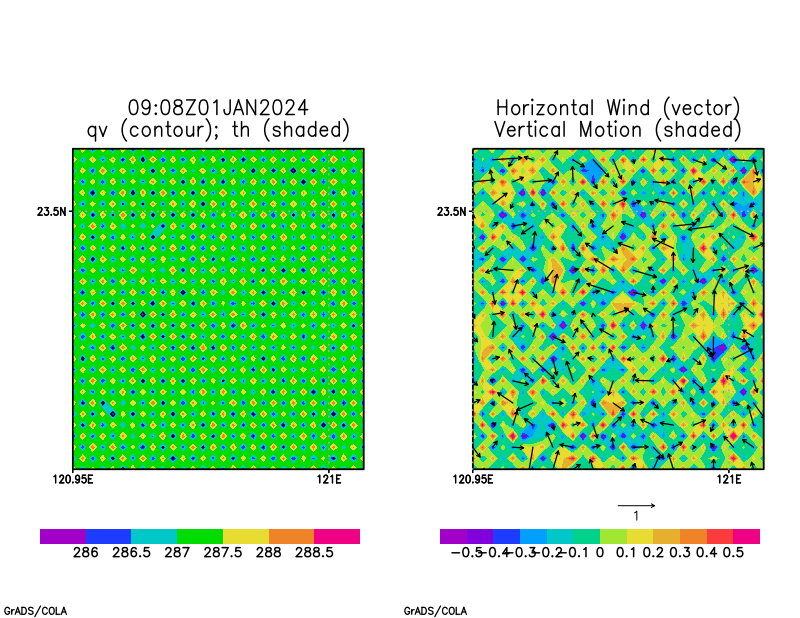 09:08Z01JAN2024
qv (contour); th (shaded)
23.5N
120.95E 121E
286 286.5 287 287.5 288 288.5
GrADS/COLA
Horizontal Wind (vector)
Vertical Motion (shaded)
23.5N
120.95E 121E
1
-0.5 -0.4 -0.3 -0.2 -0.1 0 0.1 0.2 0.3 0.4 0.5
GrADS/COLA